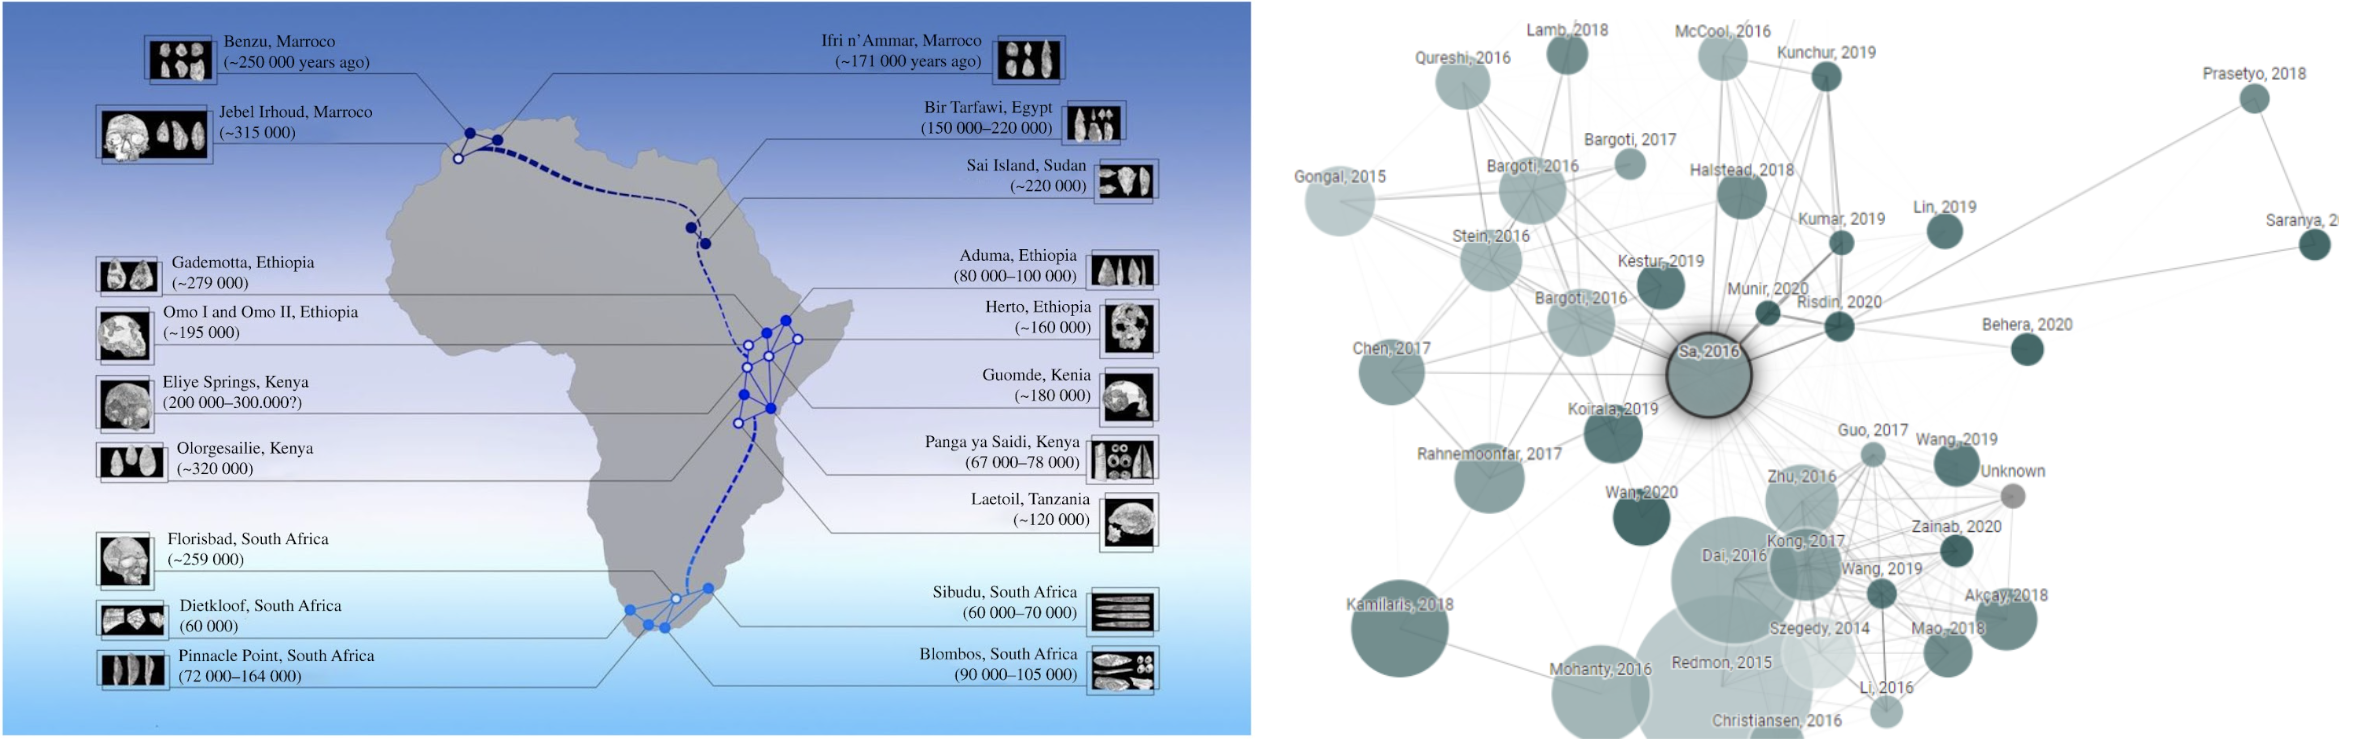 Benzu, Marroco
(~250 000 years ago)
Jebel Irhoud, Marroco
(~315 000)
Gademotta, Ethiopia
(~279 000)
Omo I and Omo II, Ethiopia
(~195 000)
Eliye Springs, Kenya
(200 000–300.000?)
Olorgesailie, Kenya
(~320 000)
Florisbad, South Africa
(~259 000)
Dietkloof, South Africa
(60 000)
Pinnacle Point, South Africa
(72 000–164 000)
Ifri n’Ammar, Marroco
(~171 000 years ago)
Bir Tarfawi, Egypt
(150 000–220 000)
Sai Island, Sudan
(~220 000)
Aduma, Ethiopia
(80 000–100 000)
Herto, Ethiopia
(~160 000)
Guomde, Kenia
(~180 000)
Panga ya Saidi, Kenya
(67 000–78 000)
Laetoil, Tanzania
(~120 000)
Sibudu, South Africa
(60 000–70 000)
Blombos, South Africa
(90 000–105 000)
Lamb, 2018
McCool, 2016
Qureshi, 2016
Kunchur, 2019
Prasetyo, 2018
Bargoti, 2017
Bargoti, 2016
Halstead, 2018
Gongal, 2015
Lin, 2019
Kumar, 2019
Saranya, 2
Stein, 2016
Kestur, 2019
Munir, 2020
Bargoti, 2016
Risdin, 2020
Behera, 2020
Chen, 2017
Sa, 2016
Koirala, 2019
Guo, 2017
Wang, 2019
Rahnemoonfar, 2017
Unknown
Zhu, 2016
Wan, 2020
Zainab, 2020
Kong, 2017
Dai, 2016
Wang, 2019
Akçay, 2018
Kamilaris, 2018
Szegedy, 2014
Mao, 2018
Redmon, 2015
Mohanty, 2016
Li, 2016
Christiansen, 2016